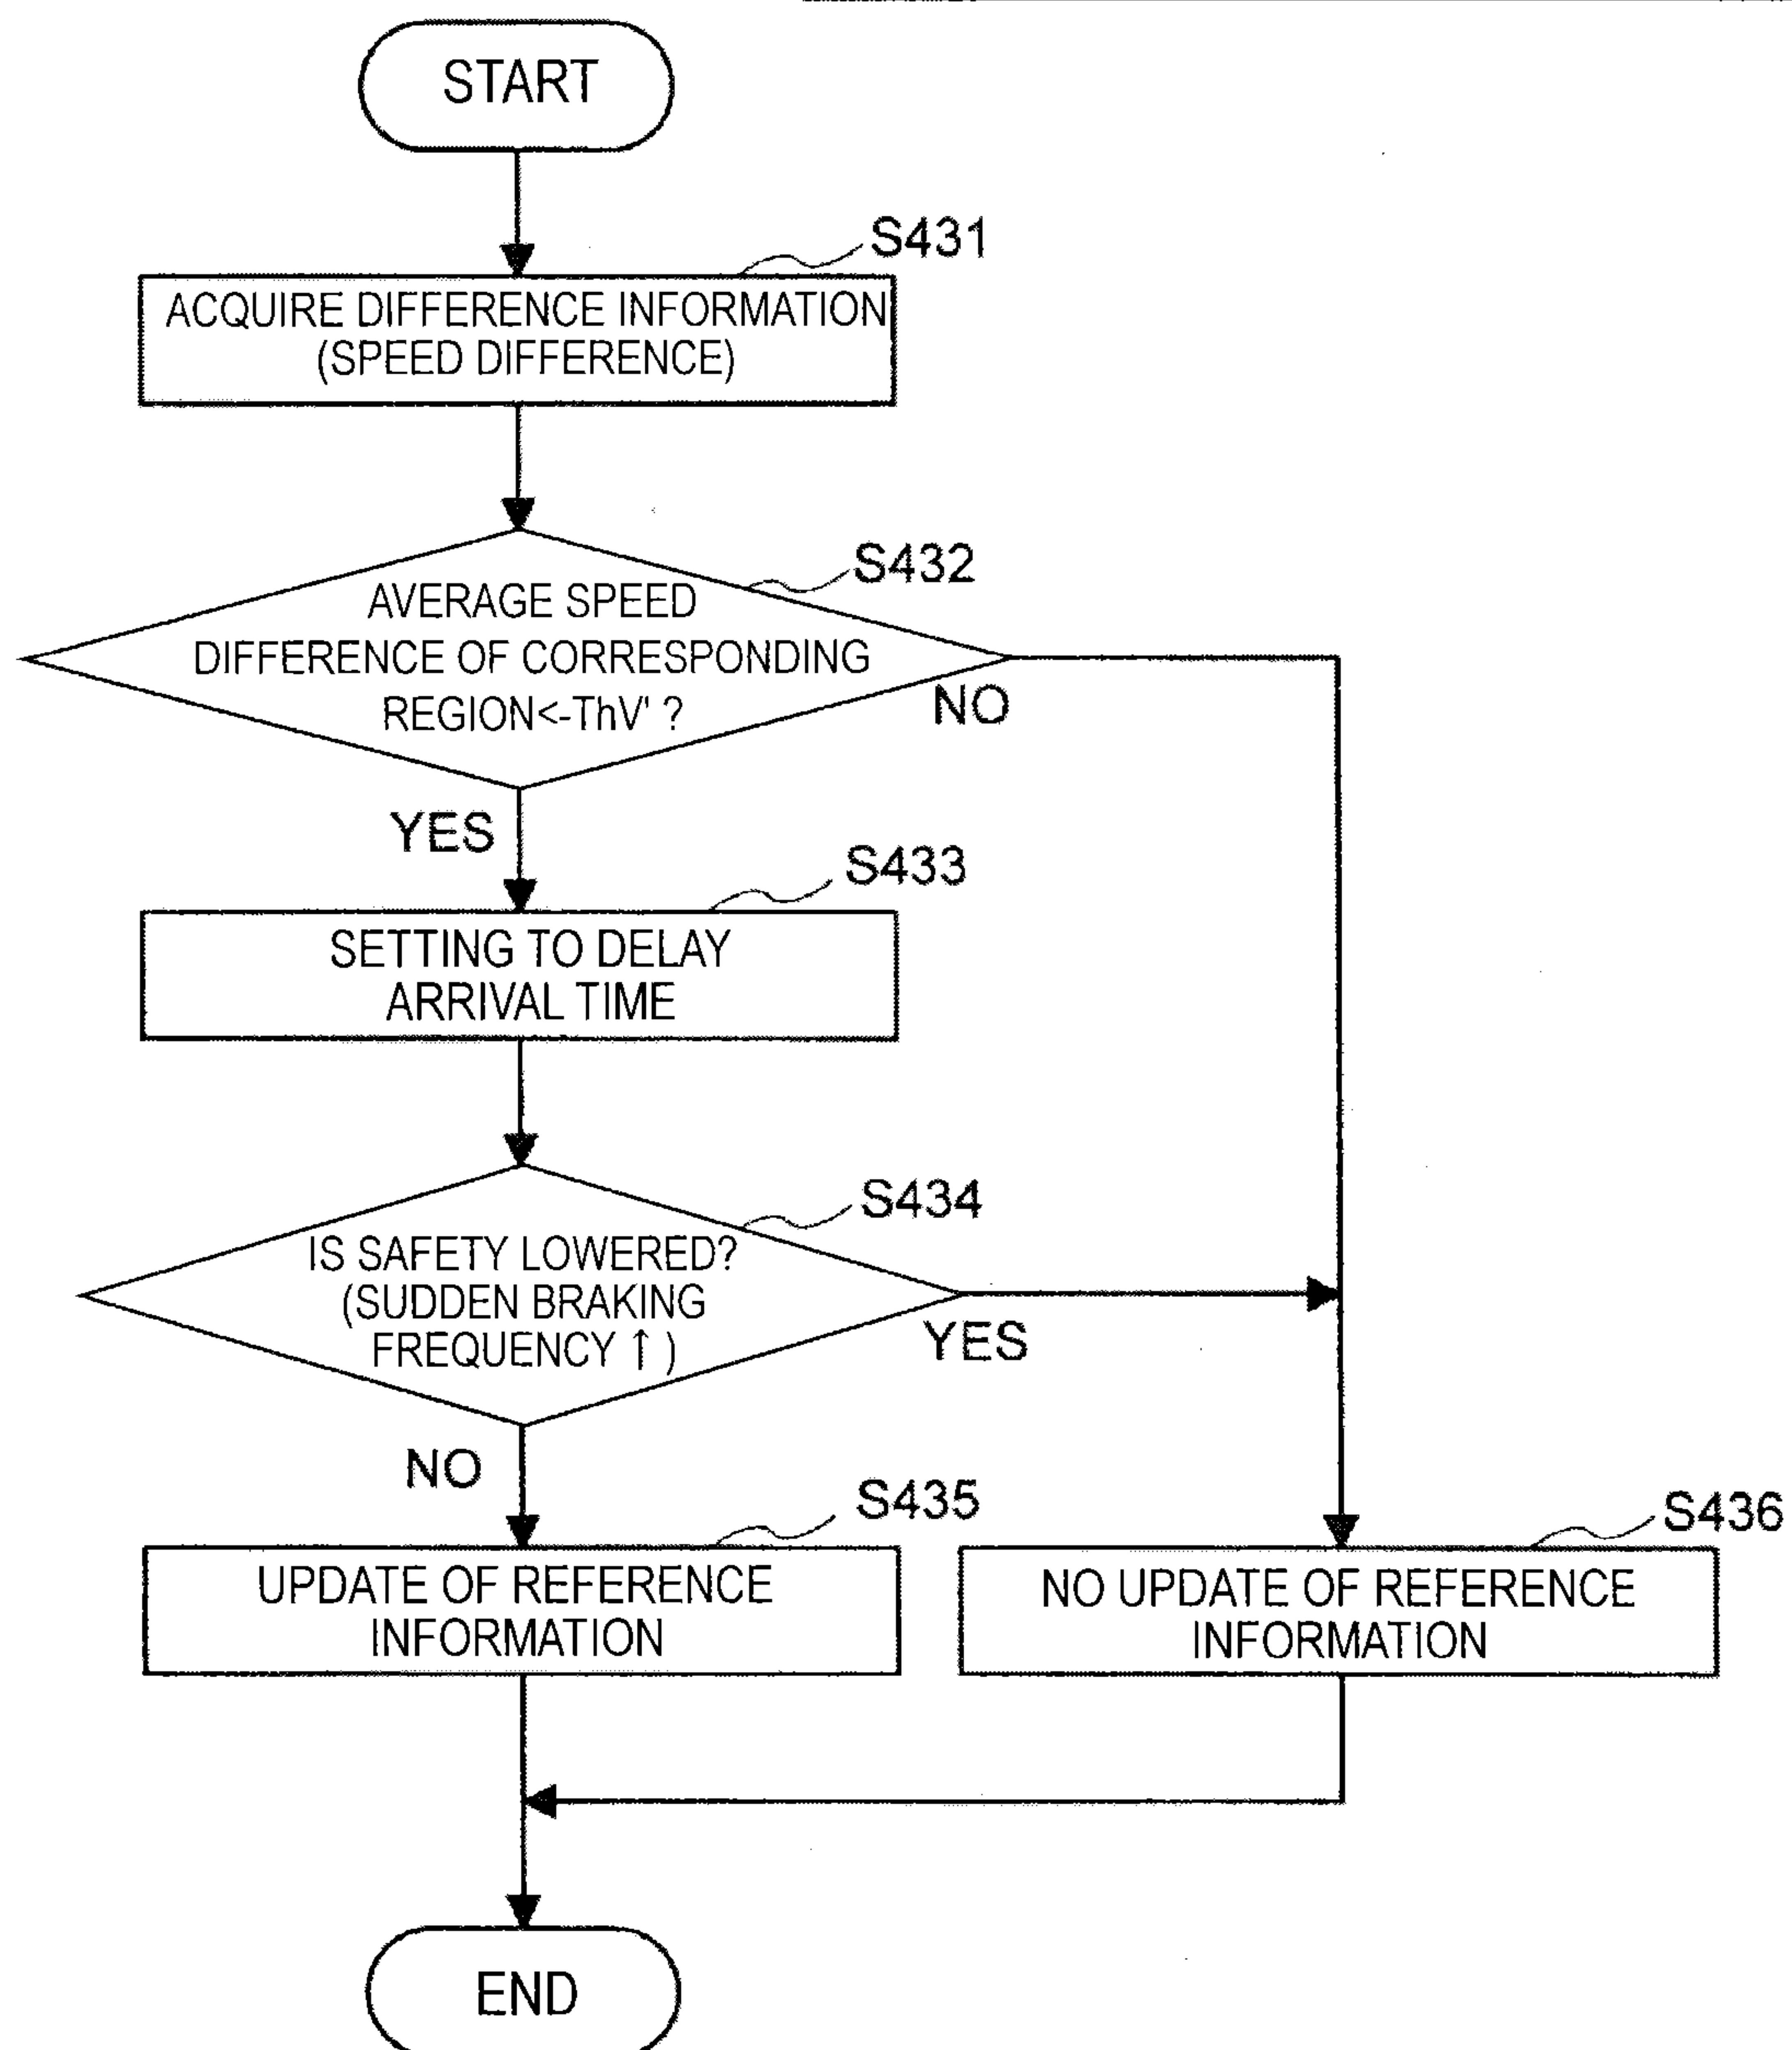 START
S431
ACQUIRE DIFFERENCE INFORMATION
(SPEED DIFFERENCE)
S432
AVERAGE SPEED
DIFFERENCE OF CORRESPONDING
REGION<-ThV' ?
NO
YES
S433
SETTING TO DELAY
ARRIVAL TIME
S434
IS SAFETY LOWERED?
(SUDDEN BRAKING
FREQUENCY ↑ )
YES
NO
S435
UPDATE OF REFERENCE
INFORMATION
S436
NO UPDATE OF REFERENCE
INFORMATION
END